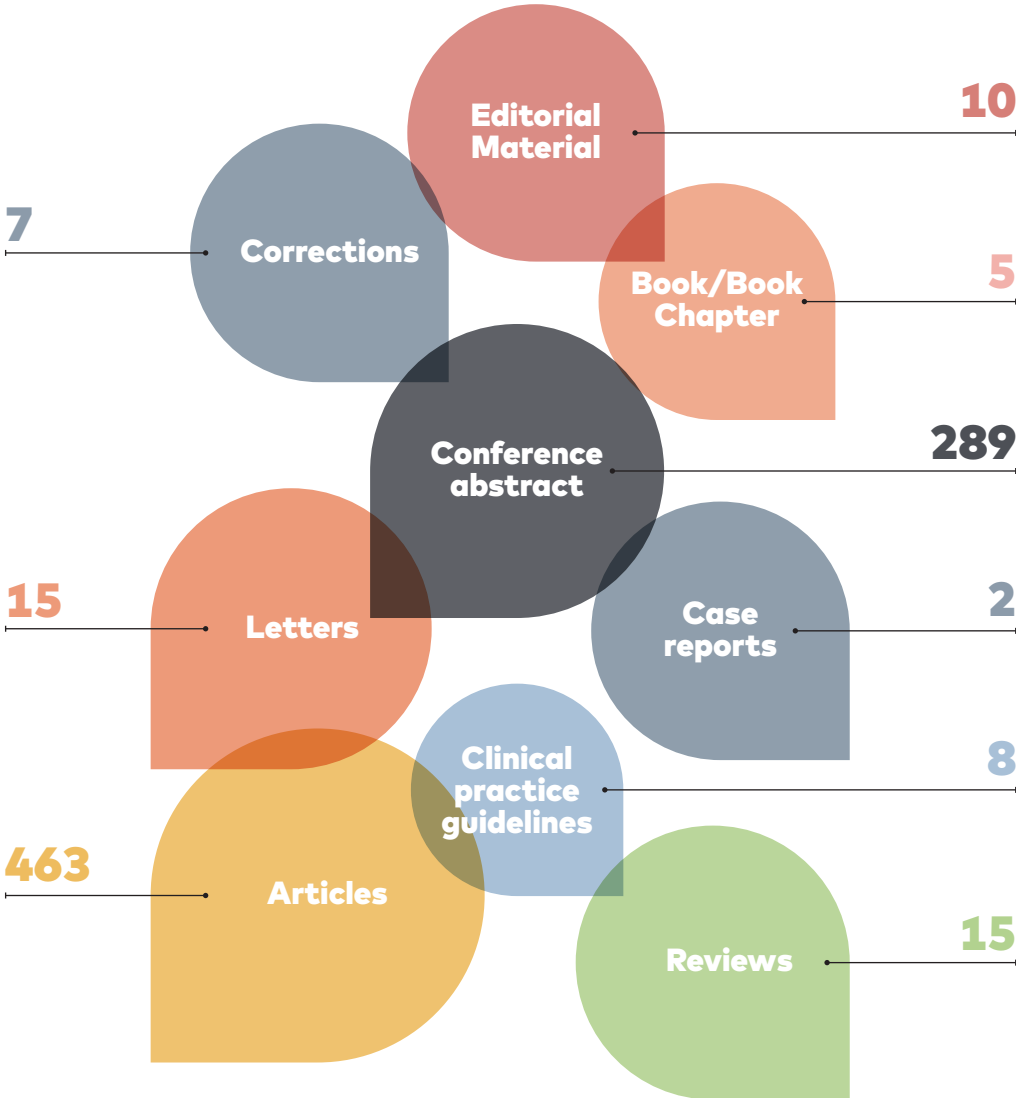 Editorial
Material
10
Corrections
7
Book/Book
Chapter
5
Conference
abstract
289
Letters
15
Case
reports
2
Clinical
practice
guidelines
8
Articles
463
Reviews
15